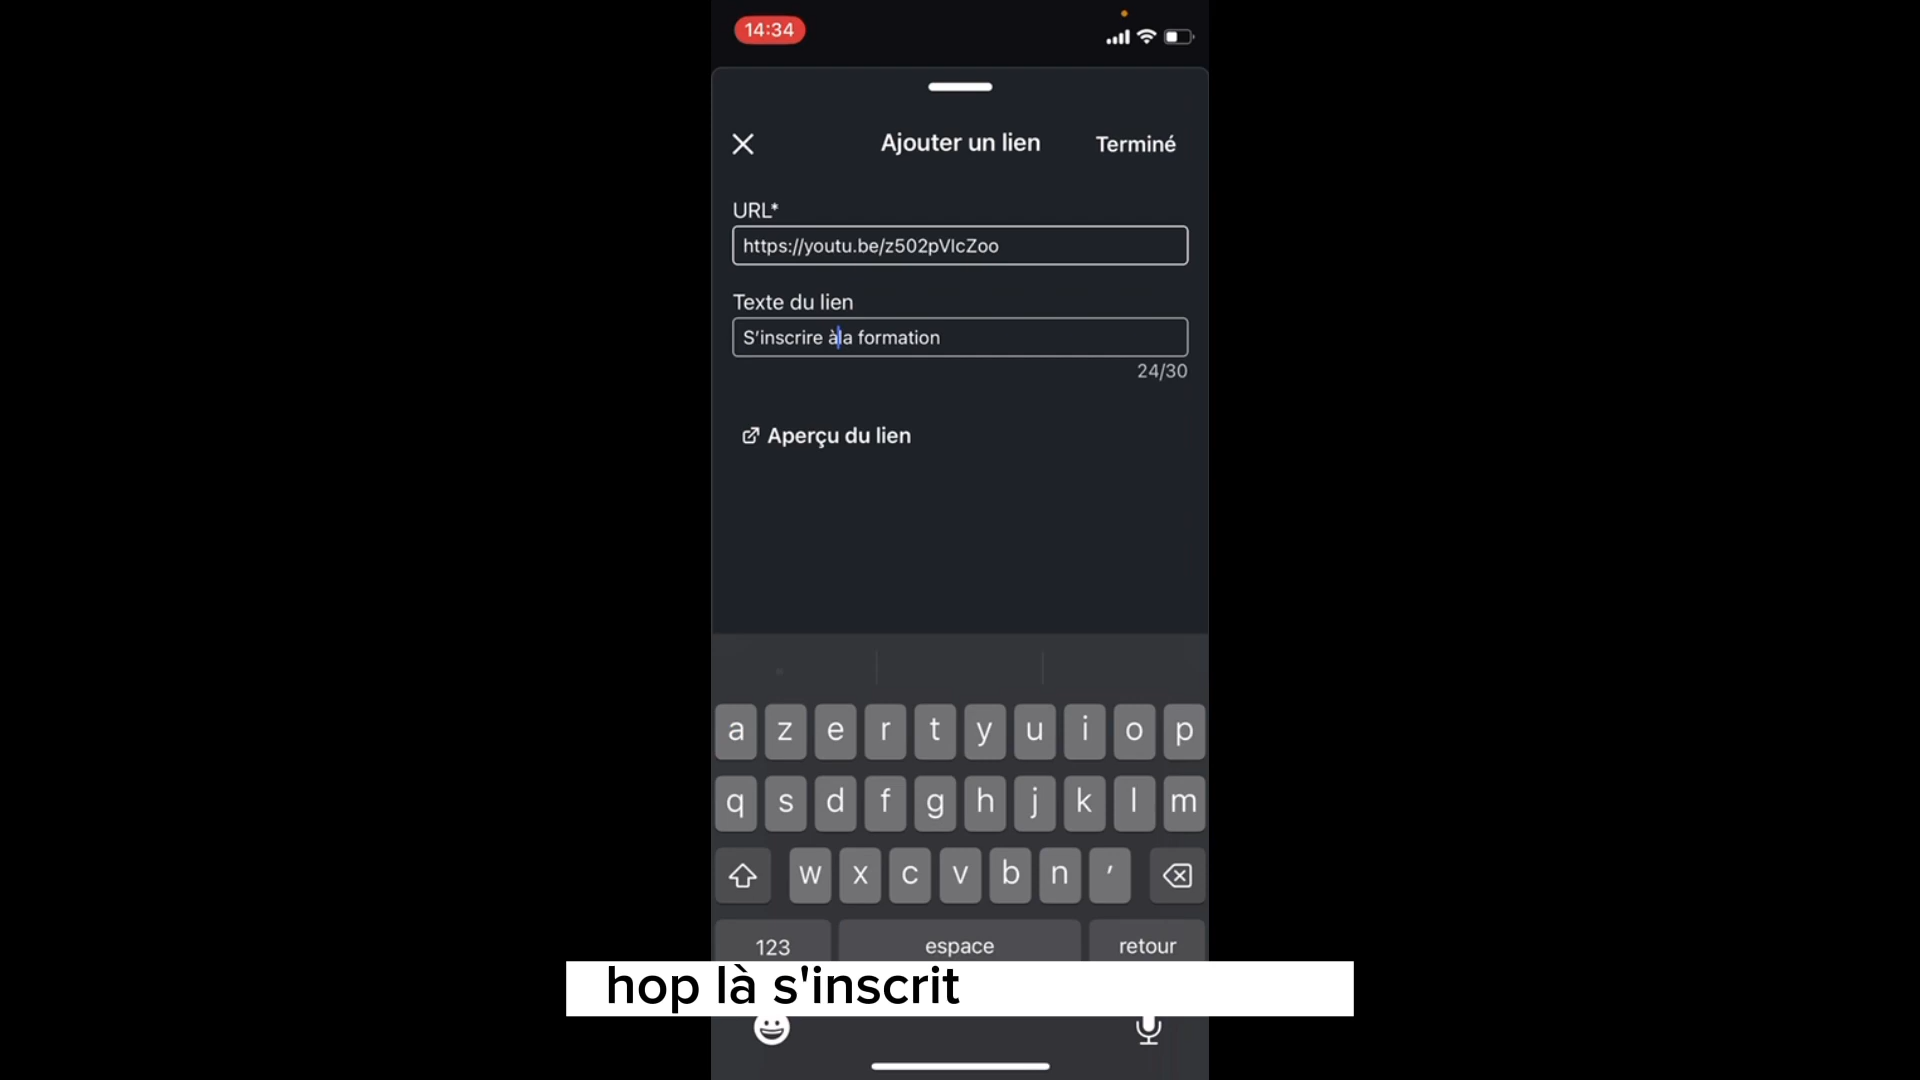 14:34
Ajouter un lien
Terminé
URL*
https://youtu.be/z502pVIcZoo
Texte du lien
S'inscrire àla formation
24/30
Aperçu du lien
a z e r t y u i o p
q s d f g h j k l m
w x c v b n '
123 espace retour
hop là s'inscrit